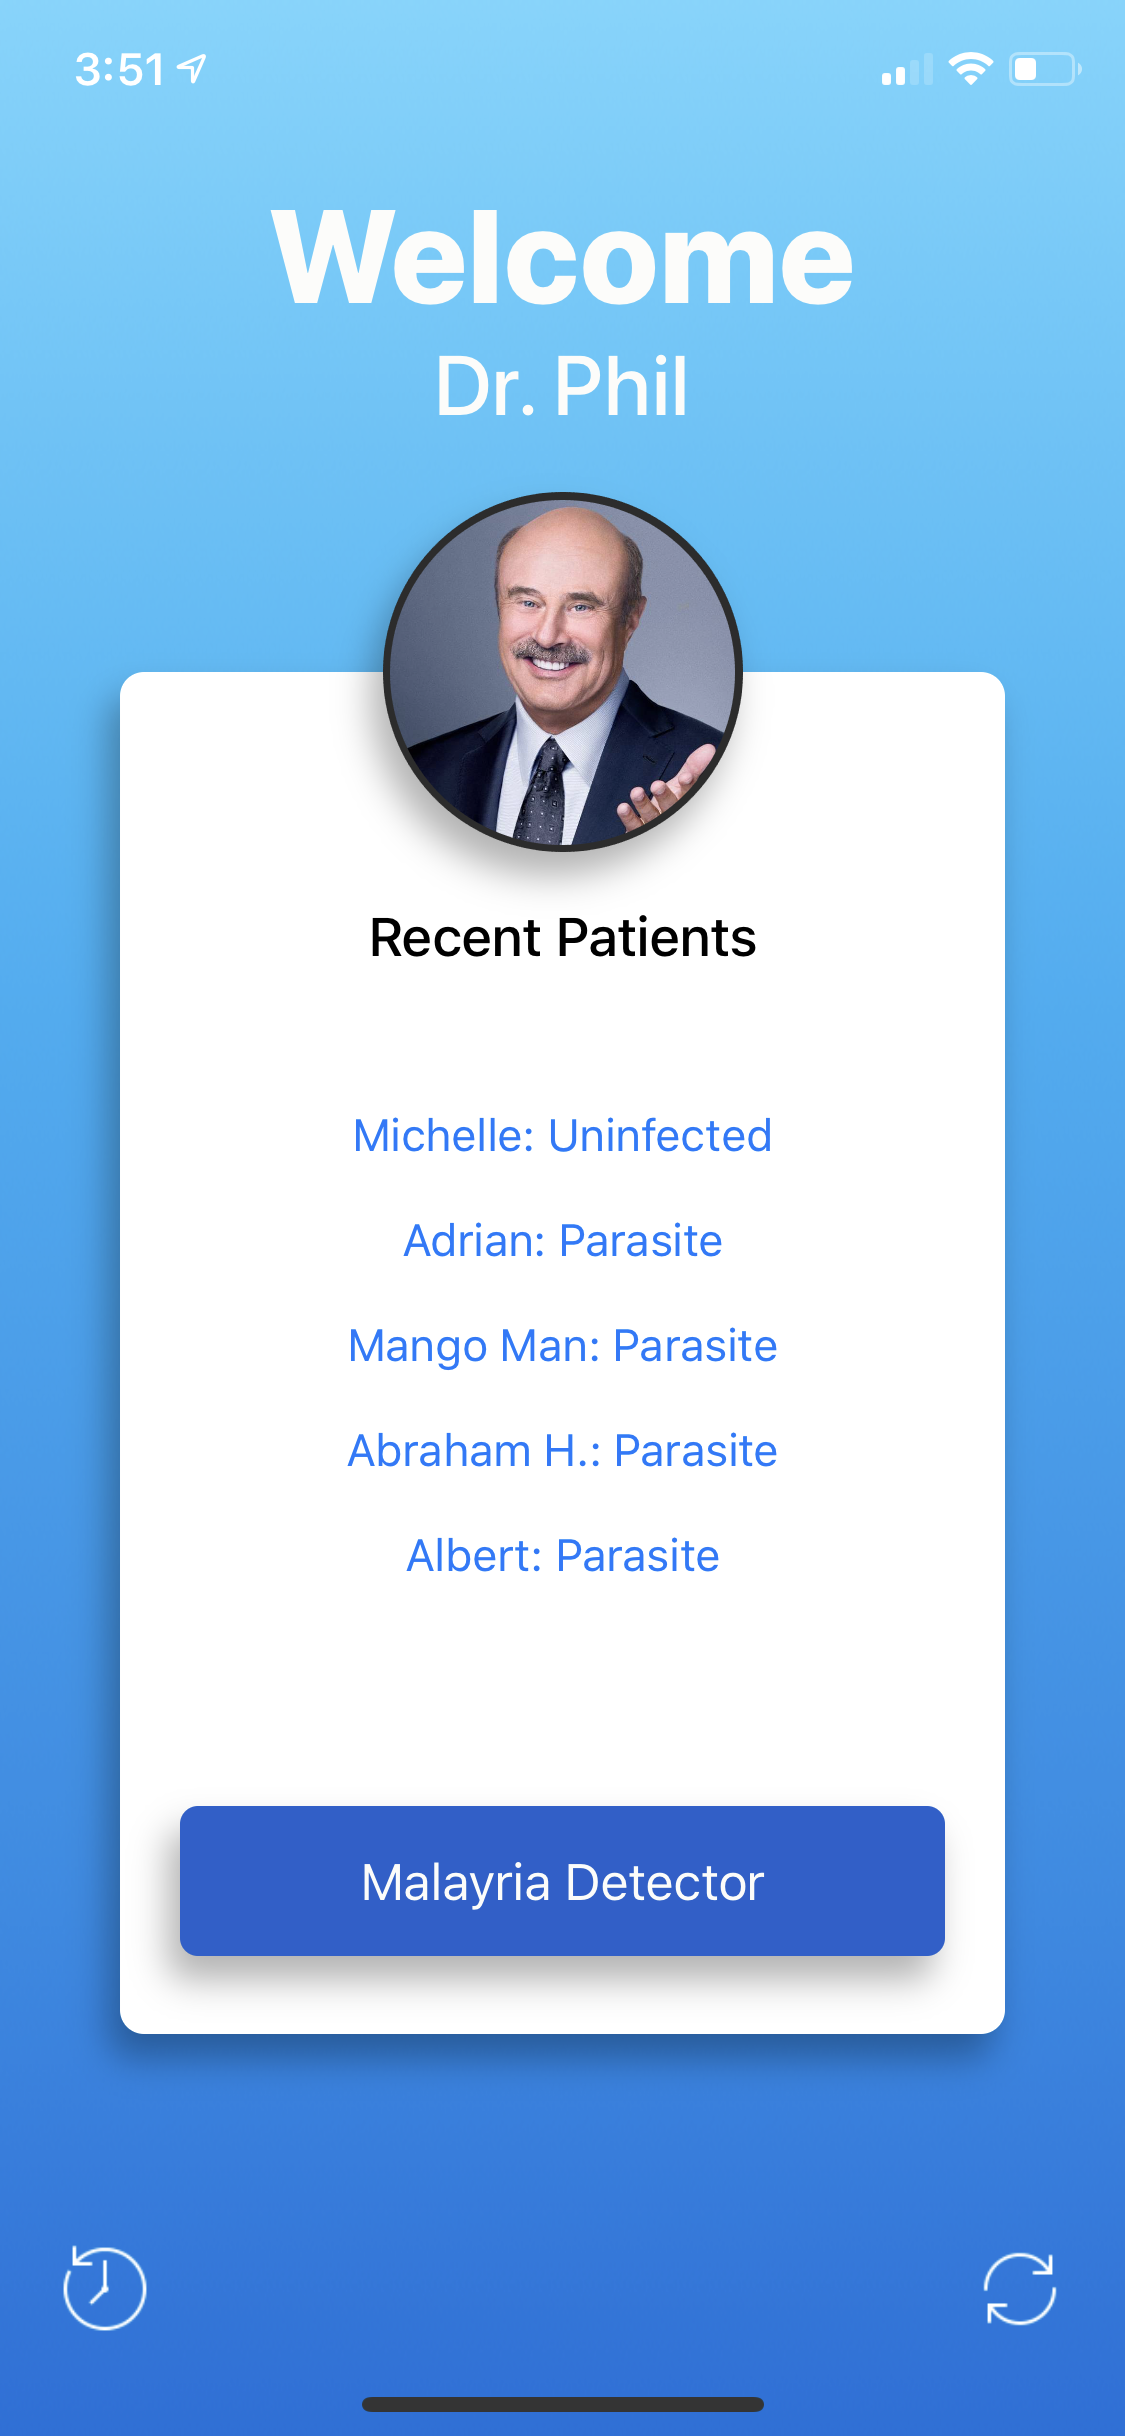 3:51
Welcome
Dr. Phil
Recent Patients
Michelle: Uninfected
Adrian: Parasite
Mango Man: Parasite
Abraham H.: Parasite
Albert: Parasite
Malayria Detector